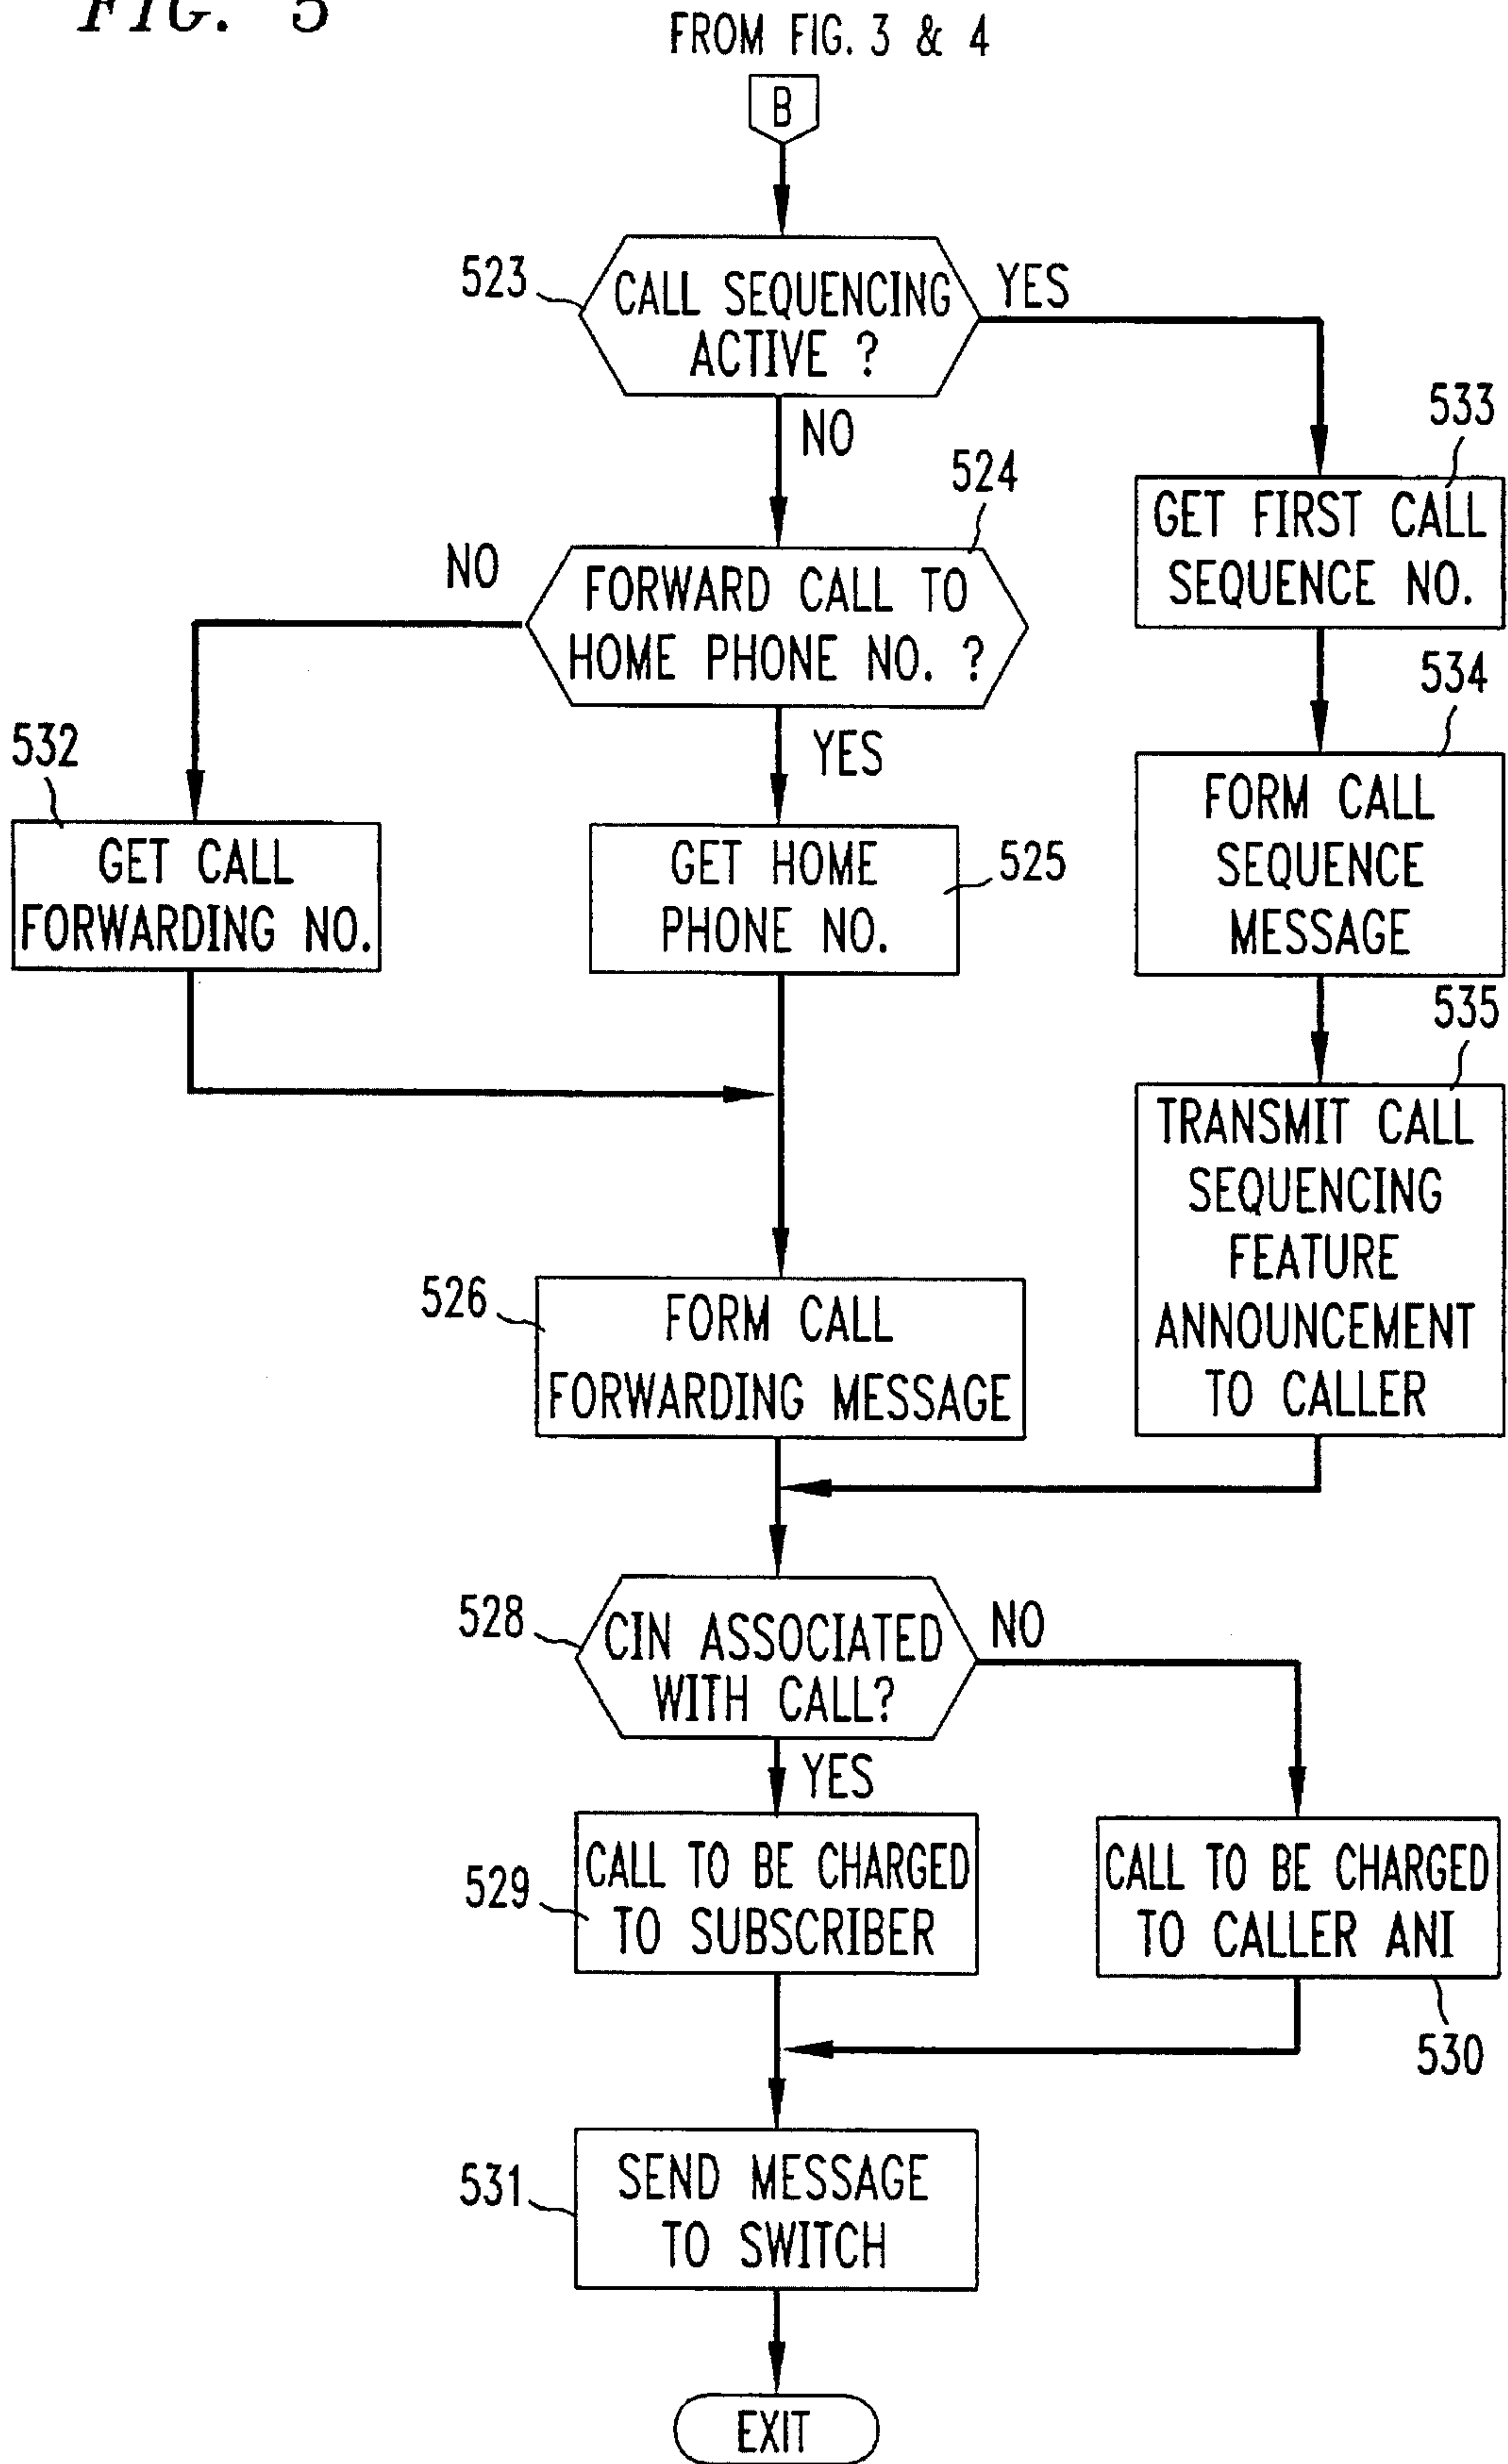 FIG. 5
FROM FIG. 3 & 4
B
523
CALL SEQUENCING
ACTIVE ?
YES
NO
533
GET FIRST CALL
SEQUENCE NO.
524
NO
FORWARD CALL TO
HOME PHONE NO. ?
YES
534
FORM CALL
SEQUENCE
MESSAGE
532
GET CALL
FORWARDING NO.
GET HOME
PHONE NO.
525
535
TRANSMIT CALL
SEQUENCING
FEATURE
ANNOUNCEMENT
TO CALLER
526
FORM CALL
FORWARDING MESSAGE
528
CIN ASSOCIATED
WITH CALL?
NO
YES
529
CALL TO BE CHARGED
TO SUBSCRIBER
CALL TO BE CHARGED
TO CALLER ANI
530
531
SEND MESSAGE
TO SWITCH
EXIT